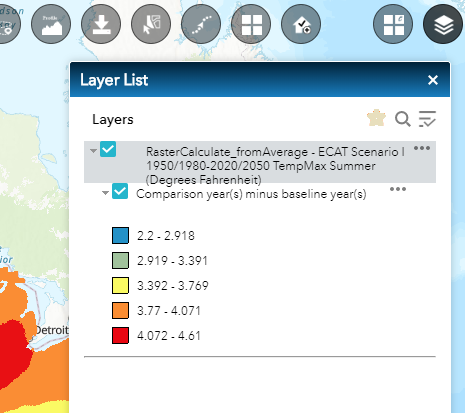 dson
Bay
Profile
Layer List
Layers
RasterCalculate_fromAverage - ECAT Scenario I
1950/1980-2020/2050 TempMax Summer
(Degrees Fahrenheit)
Comparison year(s) minus baseline year(s)
2.2 - 2.918
2.919 - 3.391
3.392 - 3.769
3.77 - 4.071
4.072 - 4.61
Detroit